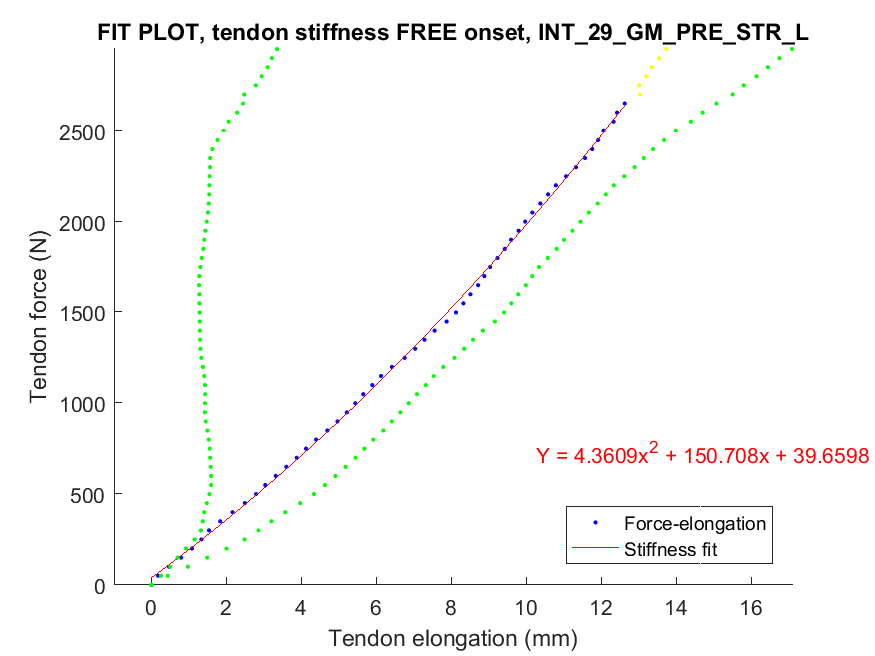 FIT PLOT, tendon stiffness FREE onset, INT_29_GM_PRE_STR_L
Tendon force (N)
2500
2000
1500
1000
500
0
Y = 4.3609x² + 150.708x + 39.6598
Force-elongation
Stiffness fit
0 2 4 6 8 10 12 14 16
Tendon elongation (mm)